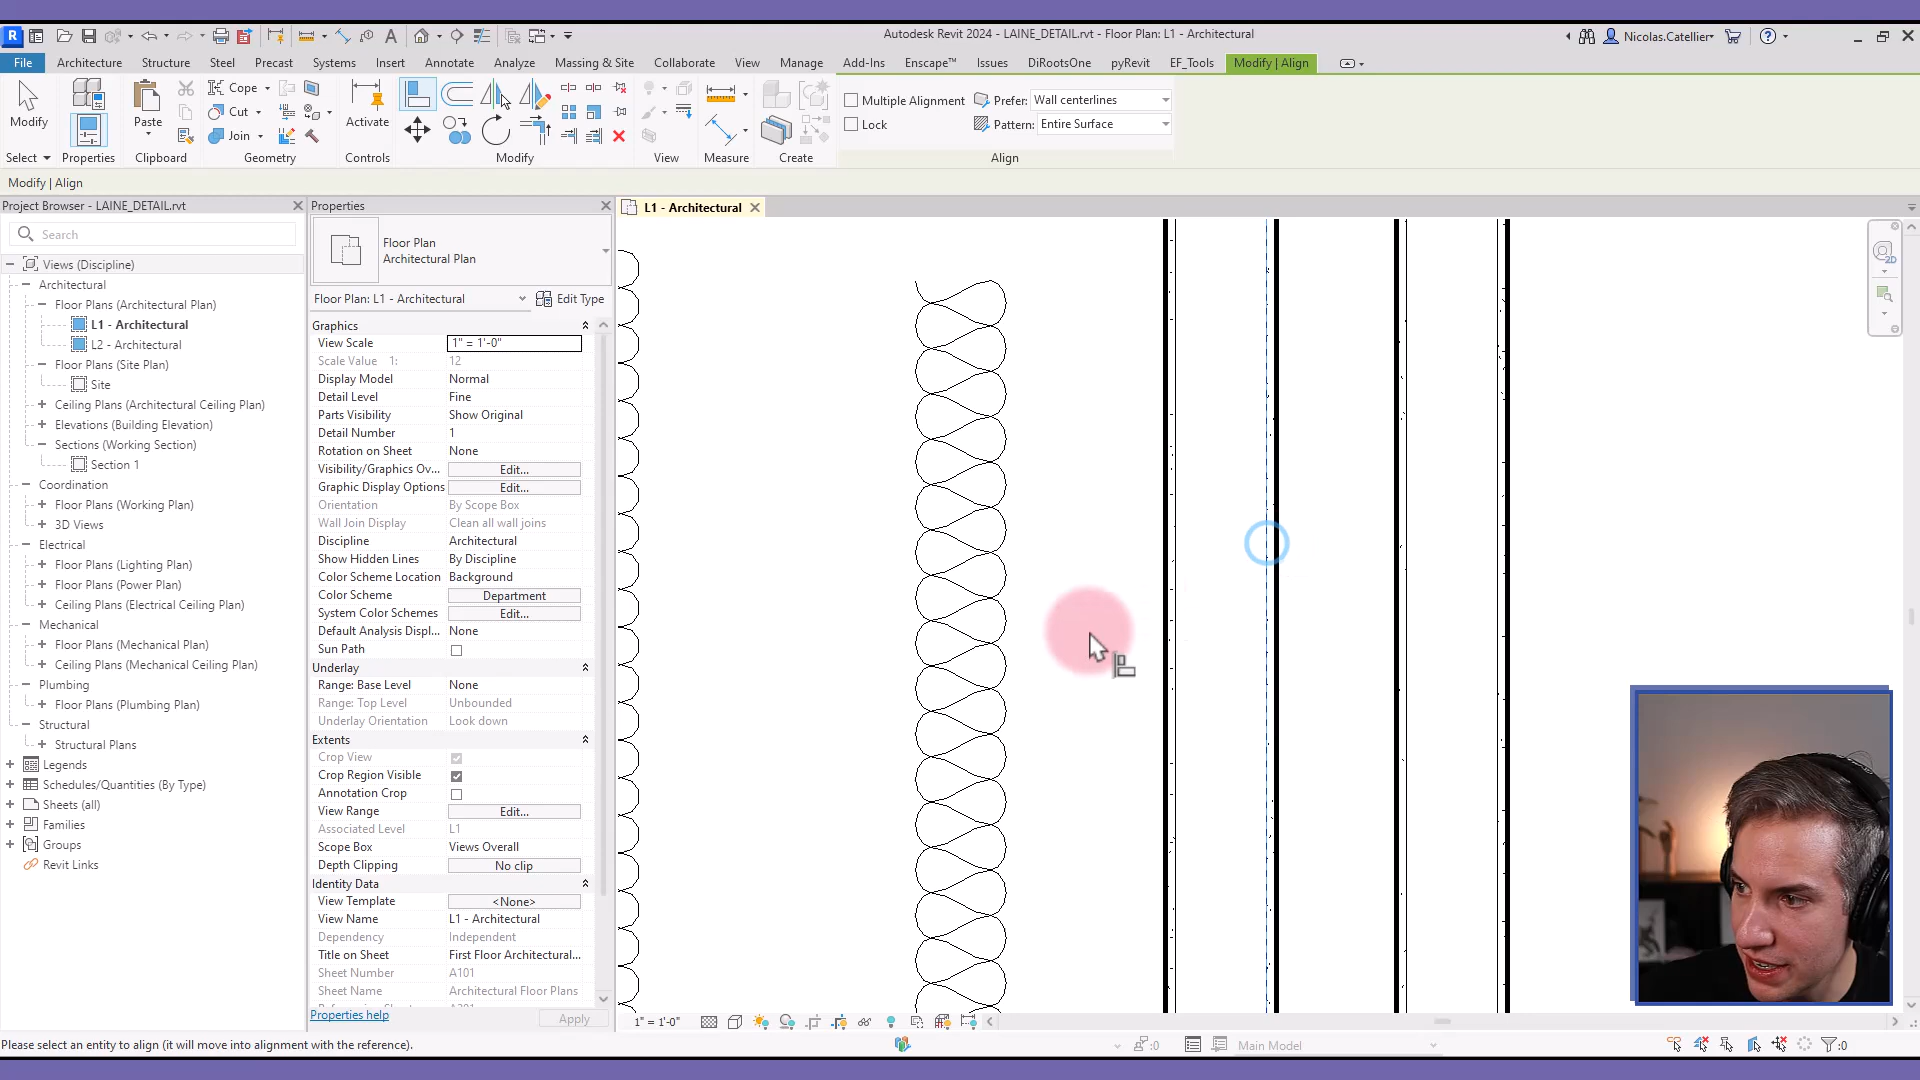 Autodesk Revit 2024 - LAINE_DETAIL.rvt - Floor Plan: L1 - Architectural
Nicolas.Catellier
File Architecture Structure Steel Precast Systems Insert Annotate Analyze Massing & Site Collaborate View Manage Add-Ins Enscape™ Issues DiRootsOne pyRevit EF_Tools Modify | Align
Modify
Paste
Cope
Cut
Join
Activate
Multiple Alignment
Lock
Prefer: Wall centerlines
Pattern: Entire Surface
Select Properties Clipboard Geometry Controls Modify View Measure Create Align
Modify | Align
Project Browser - LAINE_DETAIL.rvt
Search
Views (Discipline)
Architectural
Floor Plans (Architectural Plan)
L1 - Architectural
L2 - Architectural
Floor Plans (Site Plan)
Site
Ceiling Plans (Architectural Ceiling Plan)
Elevations (Building Elevation)
Sections (Working Section)
Section 1
Coordination
Floor Plans (Working Plan)
3D Views
Electrical
Floor Plans (Lighting Plan)
Floor Plans (Power Plan)
Ceiling Plans (Electrical Ceiling Plan)
Mechanical
Floor Plans (Mechanical Plan)
Ceiling Plans (Mechanical Ceiling Plan)
Plumbing
Floor Plans (Plumbing Plan)
Structural
Structural Plans
Legends
Schedules/Quantities (By Type)
Sheets (all)
Families
Groups
Revit Links
Properties
Floor Plan
Architectural Plan
Floor Plan: L1 - Architectural
Edit Type
Graphics
View Scale 1" = 1'-0"
Scale Value 1: 12
Display Model Normal
Detail Level Fine
Parts Visibility Show Original
Detail Number 1
Rotation on Sheet None
Visibility/Graphics Ov... Edit...
Graphic Display Options Edit...
Orientation By Scope Box
Wall Join Display Clean all wall joins
Discipline Architectural
Show Hidden Lines By Discipline
Color Scheme Location Background
Color Scheme Department
System Color Schemes Edit...
Default Analysis Displ... None
Sun Path
Underlay
Range: Base Level None
Range: Top Level Unbounded
Underlay Orientation Look down
Extents
Crop View
Crop Region Visible
Annotation Crop
View Range Edit...
Associated Level L1
Scope Box Views Overall
Depth Clipping No clip
Identity Data
View Template <None>
View Name L1 - Architectural
Dependency Independent
Title on Sheet First Floor Architectural...
Sheet Number A101
Sheet Name Architectural Floor Plans
Properties help
Apply
L1 - Architectural
2D
1" = 1'-0"
Please select an entity to align (it will move into alignment with the reference).
:0
Main Model
:0